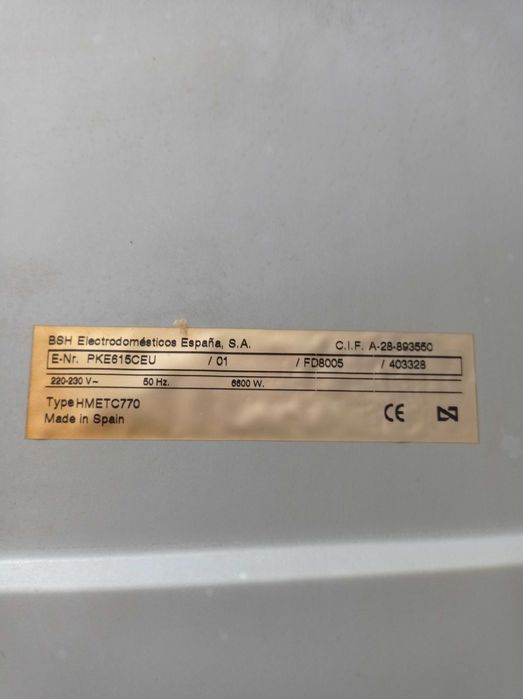 BSH Electrodomésticos España, S.A. C.I.F. A-28-893550
E-Nr. PKE615CEU / 01 / FD8005 / 403328
220-230 V~ 50 Hz. 6600 W.
Type HMETC770
Made in Spain CE